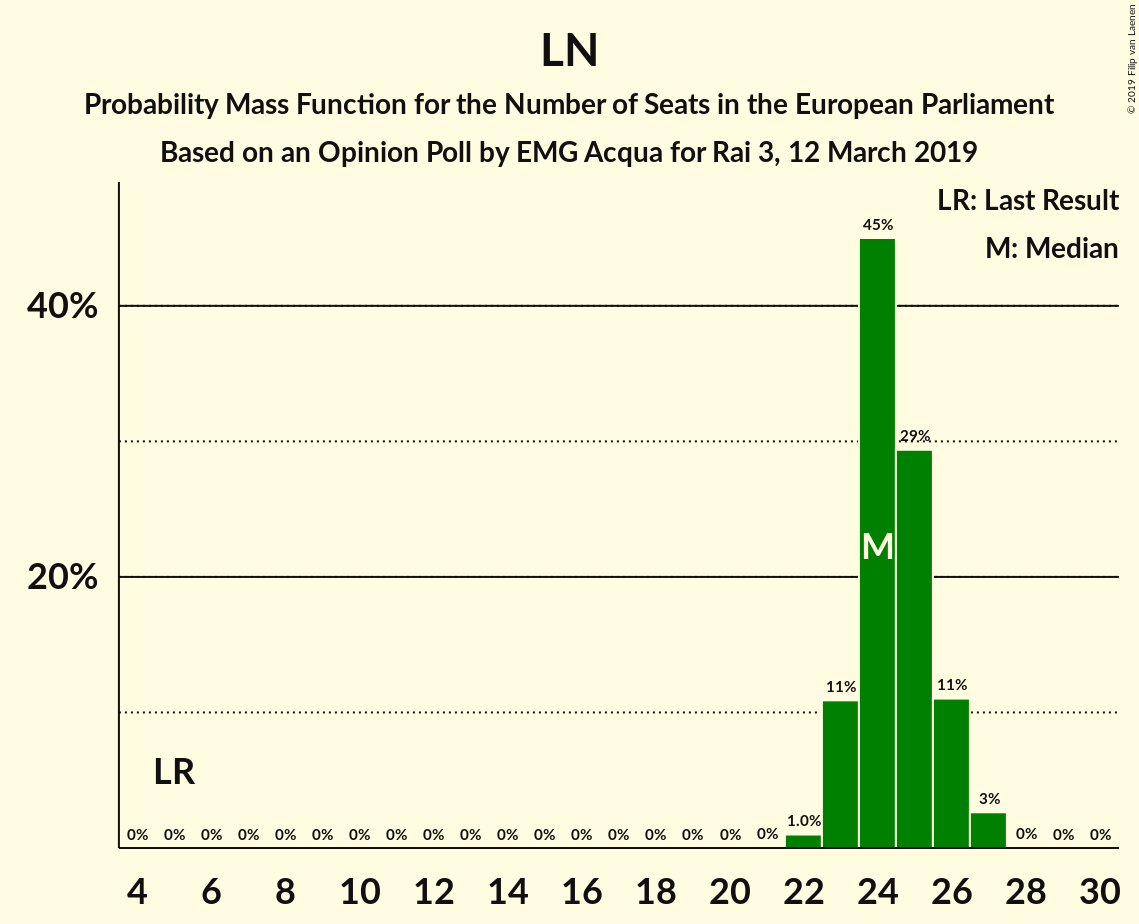 LN
Probability Mass Function for the Number of Seats in the European Parliament
Based on an Opinion Poll by EMG Acqua for Rai 3, 12 March 2019
© 2019 Filip van Laenen
LR: Last Result
M: Median
45%
40%
29%
M
20%
11% 11%
LR
3%
1.0%
0% 0% 0% 0% 0% 0% 0% 0% 0% 0% 0% 0% 0% 0% 0% 0% 0% 0% 0% 0% 0%
4 6 8 10 12 14 16 18 20 22 24 26 28 30